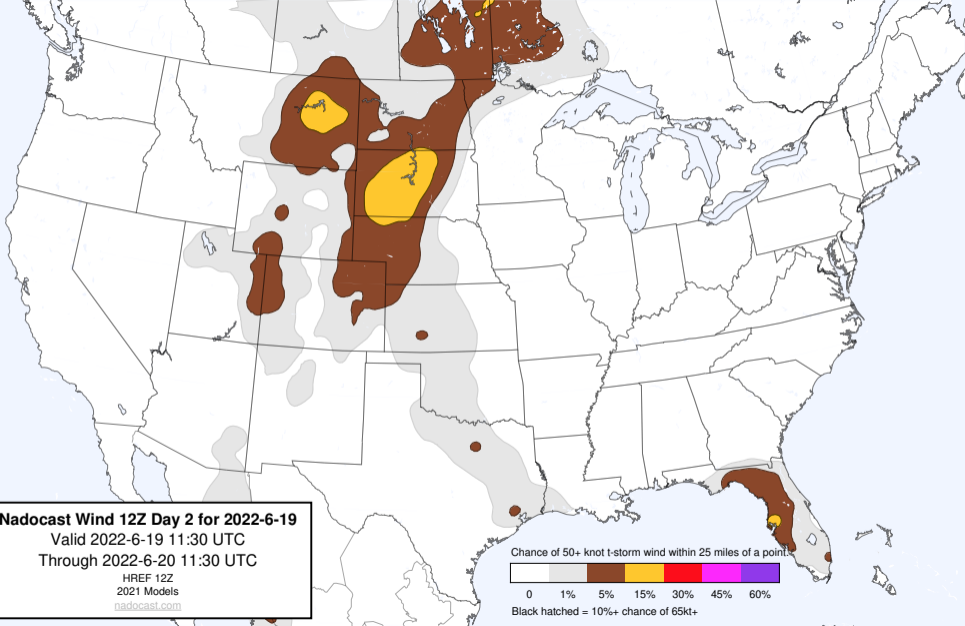 Nadocast Wind 12Z Day 2 for 2022-6-19
Valid 2022-6-19 11:30 UTC
Through 2022-6-20 11:30 UTC
HREF 12Z
2021 Models
nadocast.com
Chance of 50+ knot t-storm wind within 25 miles of a point.
0 1% 5% 15% 30% 45% 60%
Black hatched = 10%+ chance of 65kt+